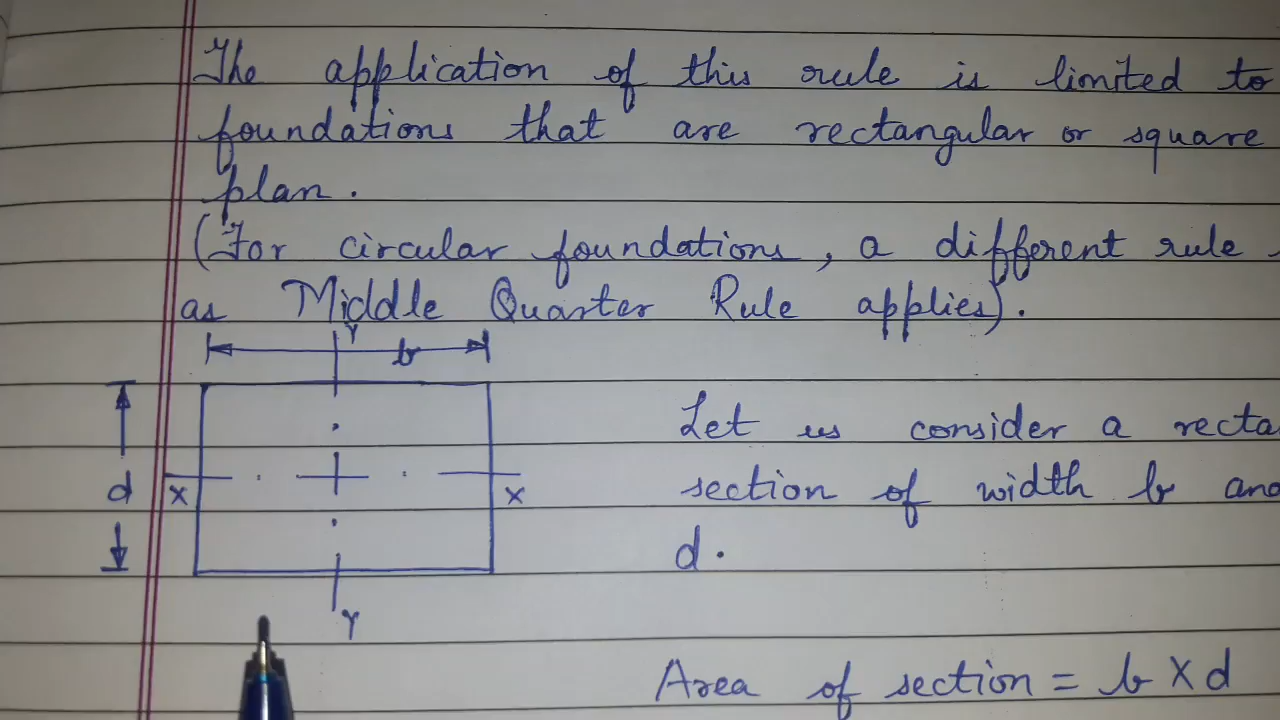 The application of this rule is limited to
foundations that are rectangular or square
plan.
(For circular foundations, a different rule
as Middle Quarter Rule applies).
Y
b
d
X
X
Y
Let us consider a recta
section of width b and
d.
Area of section = b X d